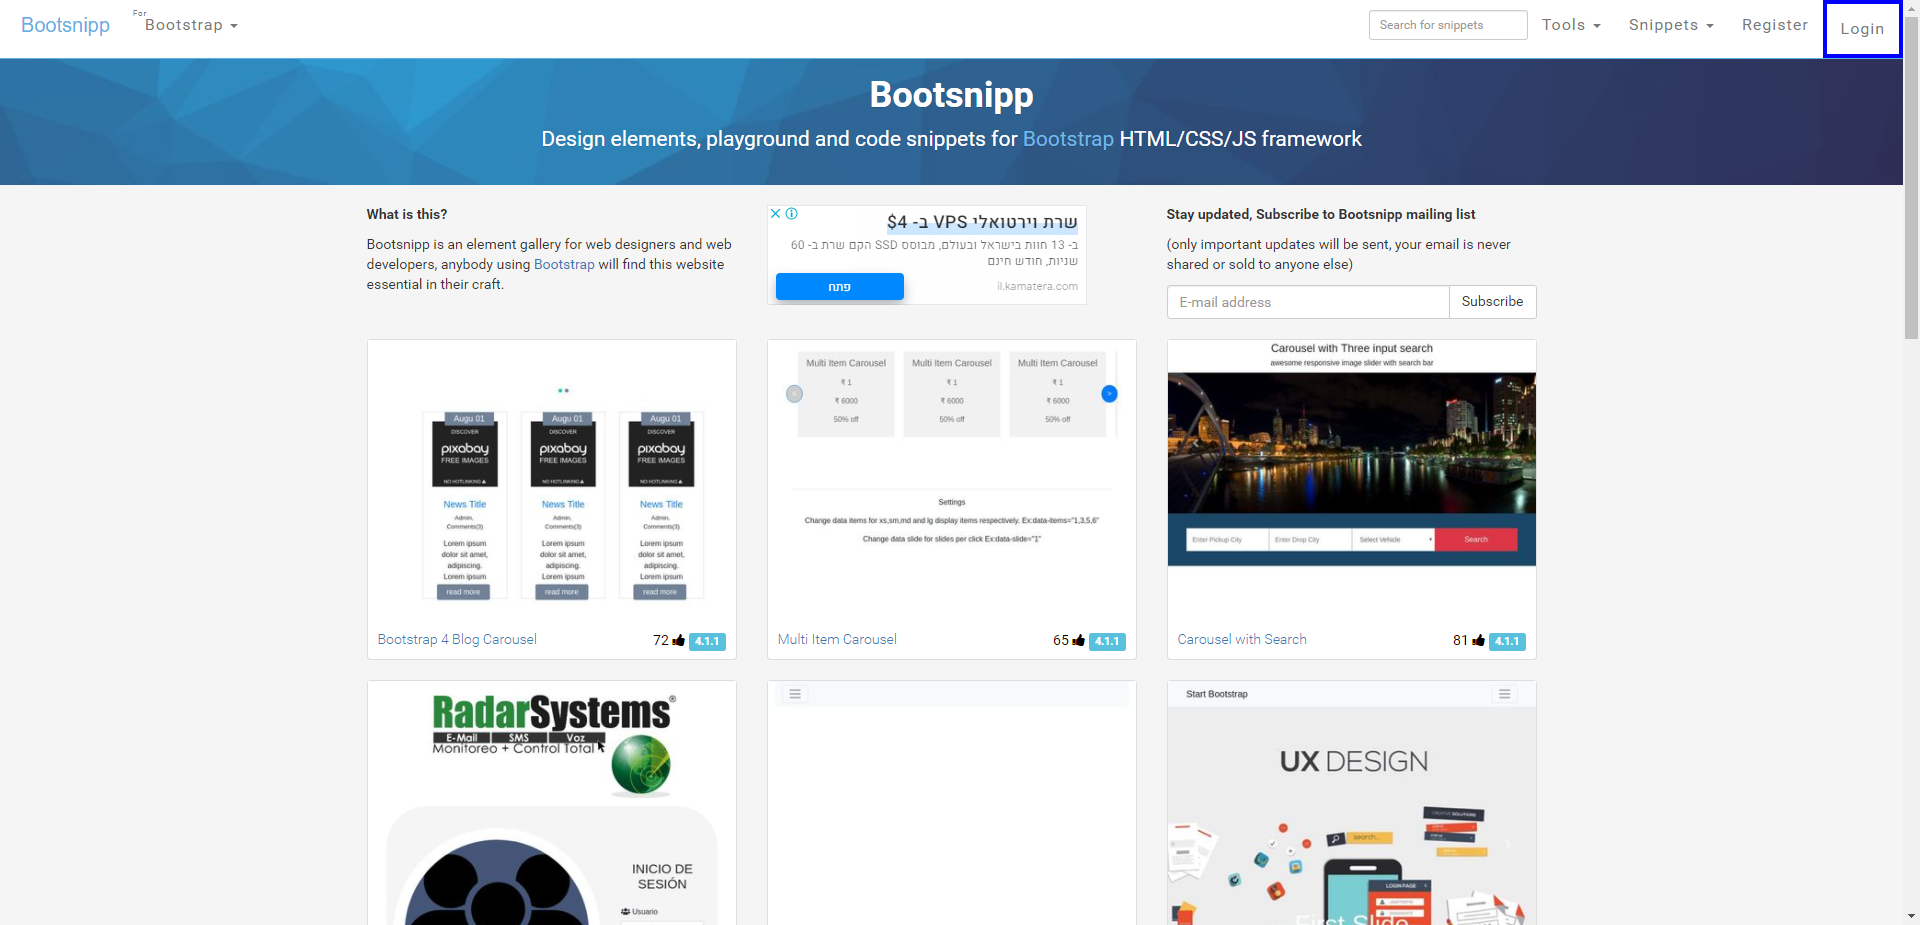 Bootsnipp
For
Bootstrap
Search for snippets
Tools
Snippets
Register
Login
Bootsnipp
Design elements, playground and code snippets for Bootstrap HTML/CSS/JS framework
What is this?
Bootsnipp is an element gallery for web designers and web
developers, anybody using Bootstrap will find this website
essential in their craft.
שרת וירטואלי VPS ב- 4$
ב- 13 חוות בישראל ובעולם, מבוסס SSD הקם שרת ב- 60
שניות, חודש חינם
פתח
il.kamatera.com
Stay updated, Subscribe to Bootsnipp mailing list
(only important updates will be sent, your email is never
shared or sold to anyone else)
E-mail address
Subscribe
Augu 01
DISCOVER
pixabay
FREE IMAGES
NO HOTLINKING
News Title
Admin,
Comments(3)
Lorem ipsum
dolor sit amet,
adipiscing.
Lorem ipsum
read more
Augu 01
DISCOVER
pixabay
FREE IMAGES
NO HOTLINKING
News Title
Admin,
Comments(3)
Lorem ipsum
dolor sit amet,
adipiscing.
Lorem ipsum
read more
Augu 01
DISCOVER
pixabay
FREE IMAGES
NO HOTLINKING
News Title
Admin,
Comments(3)
Lorem ipsum
dolor sit amet,
adipiscing.
Lorem ipsum
read more
Bootstrap 4 Blog Carousel
72
4.1.1
Multi Item Carousel
₹ 1
₹ 6000
50% off
Multi Item Carousel
₹ 1
₹ 6000
50% off
Multi Item Carousel
₹ 1
₹ 6000
50% off
Settings
Change data items for xs,sm,md and lg display items respectively. Ex:data-items="1,3,5,6"
Change data slide for slides per click Ex:data-slide="1"
Multi Item Carousel
65
4.1.1
Carousel with Three input search
awesome responsive image slider with search bar
Enter Pickup City
Enter Drop City
Select Vehicle
Search
Carousel with Search
81
4.1.1
RadarSystems®
E-Mail SMS Voz
Monitoreo + Control Total
INICIO DE
SESIÓN
Usuario
Start Bootstrap
UX DESIGN
CREATIVE SOLUTIONS
search...
LOGIN PAGE
username
password
First Slide